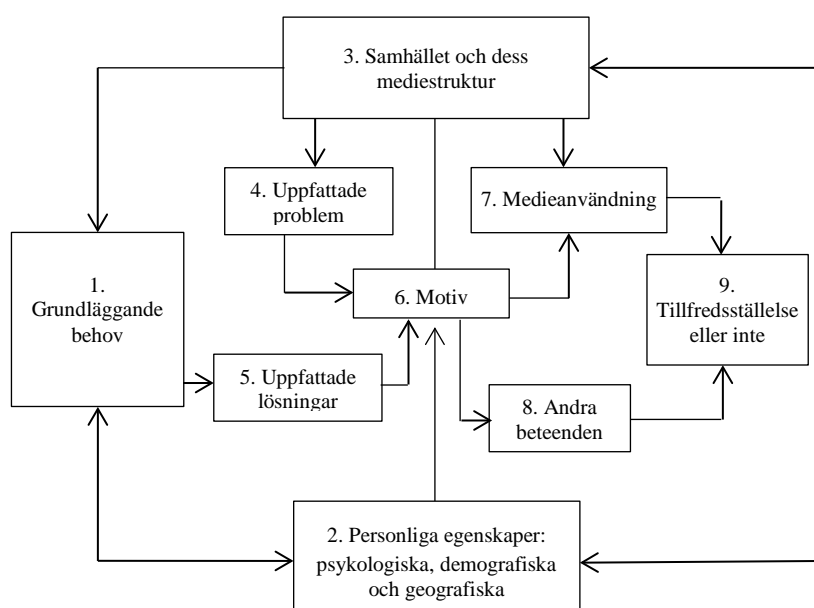 3. Samhället och dess
mediestruktur
4. Uppfattade
problem
7. Medieanvändning
1.
Grundläggande
behov
6. Motiv
9.
Tillfredsställelse
eller inte
5. Uppfattade
lösningar
8. Andra
beteenden
2. Personliga egenskaper:
psykologiska, demografiska
och geografiska